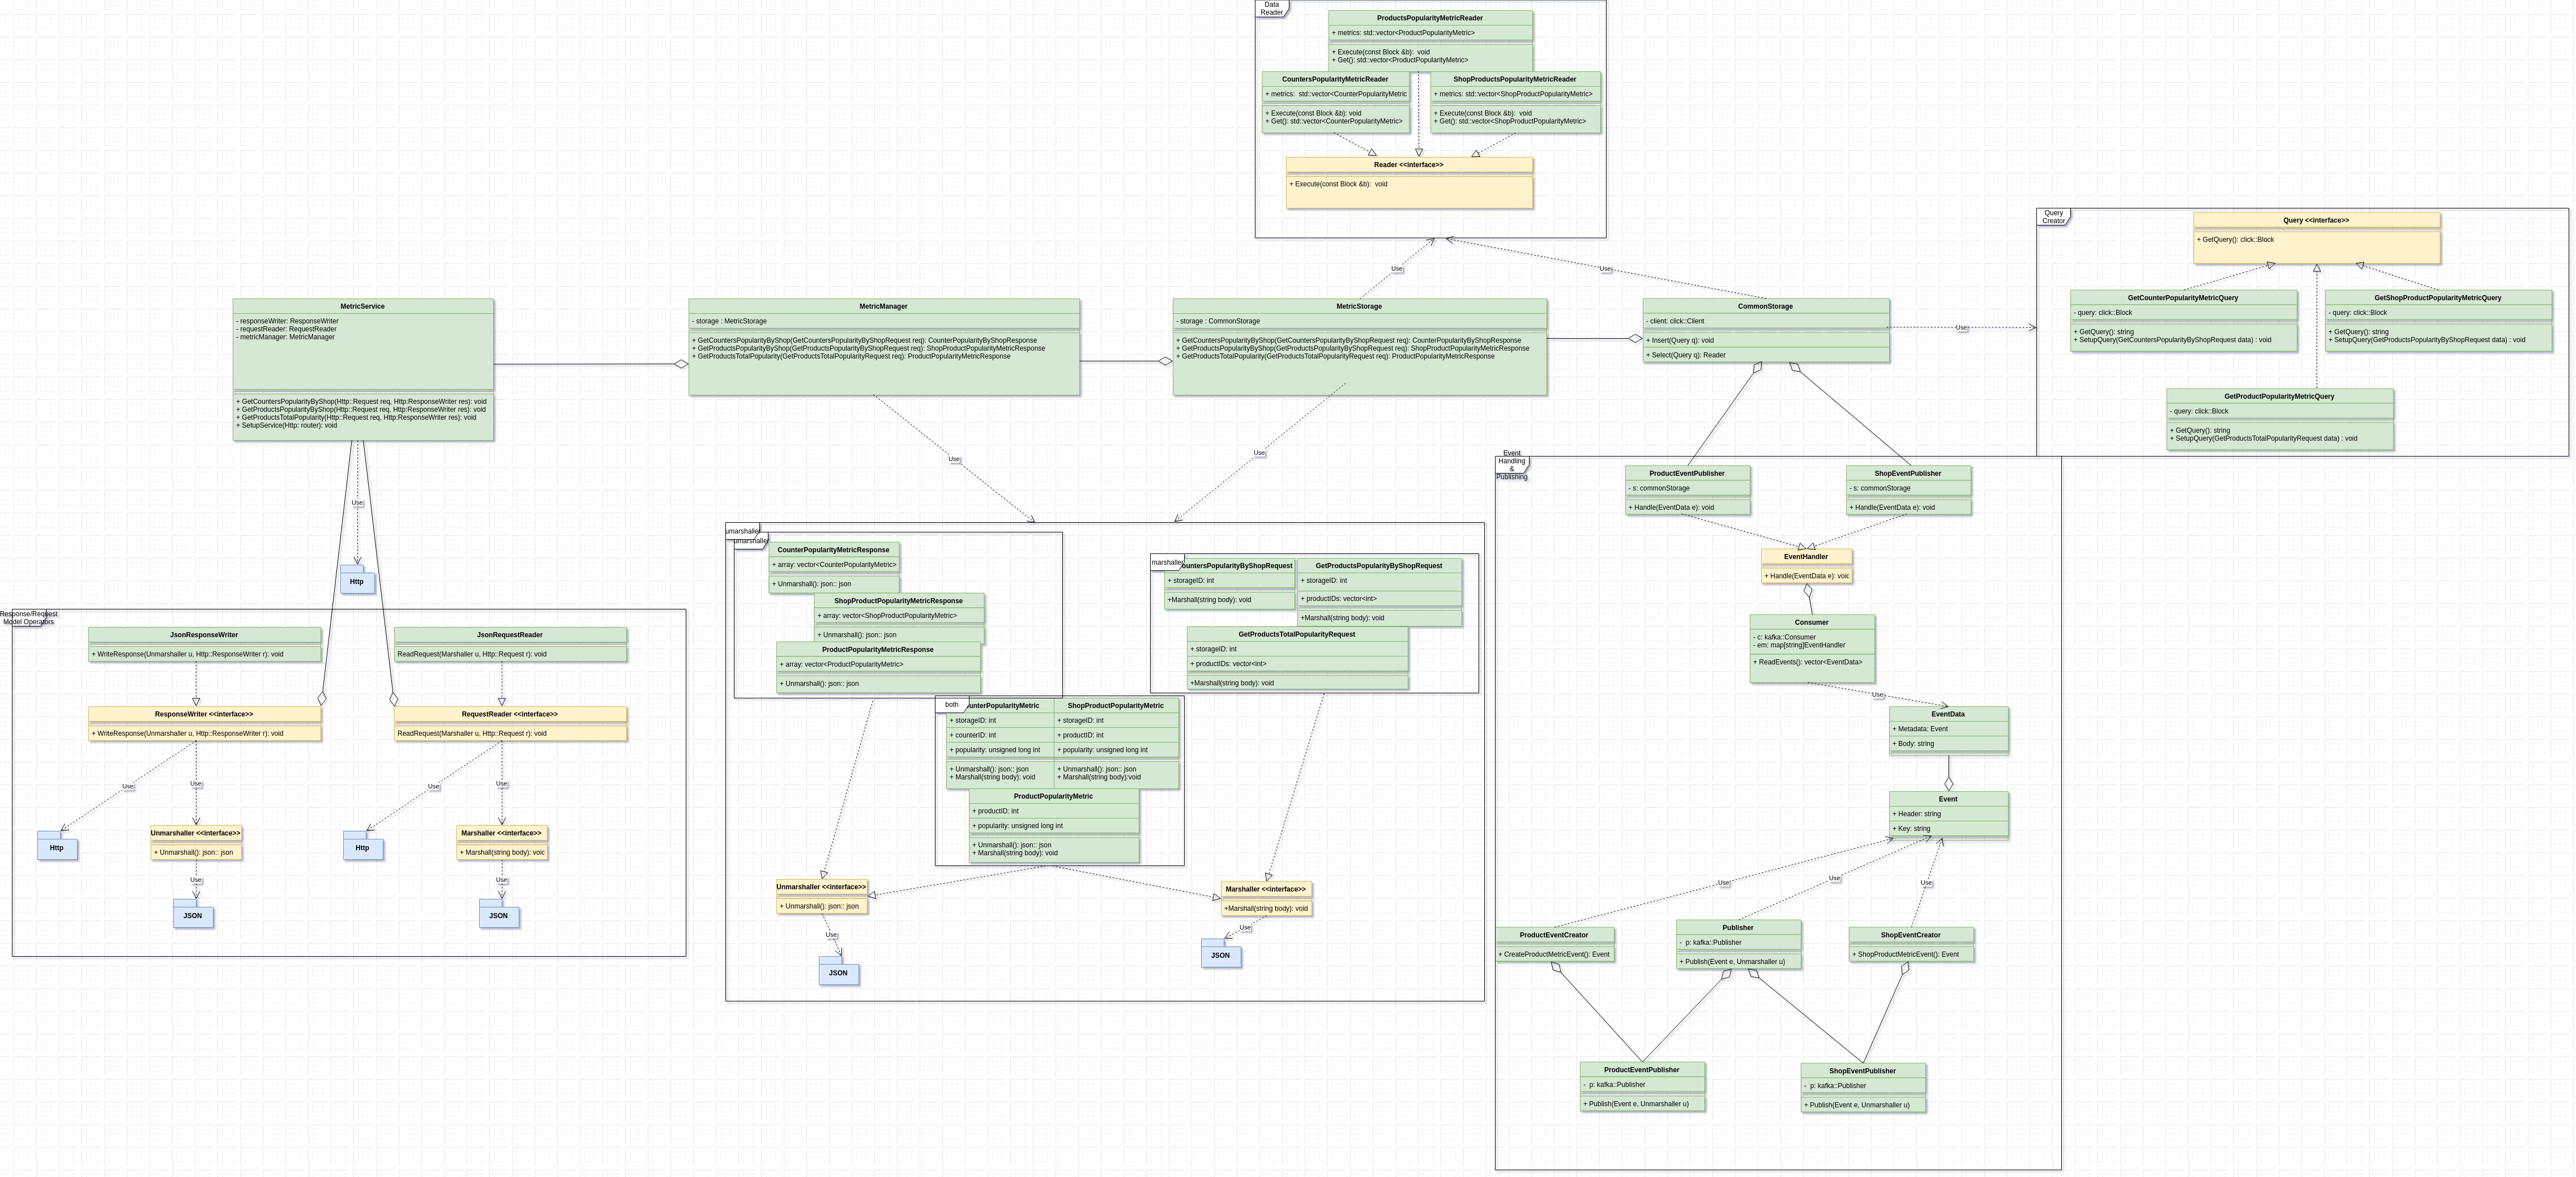 Data
Reader
ProductsPopularityMetricReader
+ metrics: std::vector<ProductPopularityMetric>
+ Execute(const Block &b):  void
+ Get(): std::vector<ProductPopularityMetric>
CountersPopularityMetricReader
+ metrics:  std::vector<CounterPopularityMetric
+ Execute(const Block &b): void
+ Get(): std::vector<CounterPopularityMetric>
ShopProductsPopularityMetricReader
+ metrics: std::vector<ShopProductPopularityMetric>
+ Execute(const Block &b):  void
+ Get(): std::vector<ShopProductPopularityMetric>
Reader <<interface>>
+ Execute(const Block &b):  void
Use
Use
Query
Creator
Query <<interface>>
+ GetQuery(): click::Block
GetCounterPopularityMetricQuery
- query: click::Block
+ GetQuery(): string
+ SetupQuery(GetCountersPopularityByShopRequest data) : void
GetShopProductPopularityMetricQuery
- query: click::Block
+ GetQuery(): string
+ SetupQuery(GetProductsPopularityByShopRequest data) : void
GetProductPopularityMetricQuery
- query: click::Block
+ GetQuery(): string
+ SetupQuery(GetProductsTotalPopularityRequest data) : void
MetricService
- responseWriter: ResponseWriter
- requestReader: RequestReader
- metricManager: MetricManager
+ GetCountersPopularityByShop(Http::Request req, Http:ResponseWriter res): void
+ GetProductsPopularityByShop(Http::Request req, Http:ResponseWriter res): void
+ GetProductsTotalPopularity(Http::Request req, Http:ResponseWriter res): void
+ SetupService(Http: router): void
MetricManager
- storage : MetricStorage
+ GetCountersPopularityByShop(GetCountersPopularityByShopRequest req): CounterPopularityByShopResponse
+ GetProductsPopularityByShop(GetProductsPopularityByShopRequest req): ShopProductPopularityMetricResponse
+ GetProductsTotalPopularity(GetProductsTotalPopularityRequest req): ProductPopularityMetricResponse
MetricStorage
- storage : CommonStorage
+ GetCountersPopularityByShop(GetCountersPopularityByShopRequest req): CounterPopularityByShopResponse
+ GetProductsPopularityByShop(GetProductsPopularityByShopRequest req): ShopProductPopularityMetricResponse
+ GetProductsTotalPopularity(GetProductsTotalPopularityRequest req): ProductPopularityMetricResponse
CommonStorage
- client: click::Client
+ Insert(Query q): void
+ Select(Query q): Reader
Use
Use
Use
Use
Http
Response/Request
Model Operators
JsonResponseWriter
+ WriteResponse(Unmarshaller u, Http::ResponseWriter r): void
JsonRequestReader
ReadRequest(Marshaller u, Http::Request r): void
ResponseWriter <<interface>>
+ WriteResponse(Unmarshaller u, Http::ResponseWriter r): void
RequestReader <<interface>>
ReadRequest(Marshaller u, Http::Request r): void
Use
Use
Use
Use
Http
Unmarshaller <<interface>>
+ Unmarshall(): json:: json
Http
Marshaller <<interface>>
+ Marshall(string body): voic
Use
Use
JSON
JSON
umarshaller
umarshaller
CounterPopularityMetricResponse
+ array: vector<CounterPopularityMetric>
+ Unmarshall(): json:: json
ShopProductPopularityMetricResponse
+ array: vector<ShopProductPopularityMetric>
+ Unmarshall(): json:: json
ProductPopularityMetricResponse
+ array: vector<ProductPopularityMetric>
+ Unmarshall(): json:: json
marshaller
ountersPopularityByShopRequest
+ storageID: int
+Marshall(string body): void
GetProductsPopularityByShopRequest
+ storageID: int
+ productIDs: vector<int>
+Marshall(string body): void
GetProductsTotalPopularityRequest
+ storageID: int
+ productIDs: vector<int>
+Marshall(string body): void
both
unterPopularityMetric
+ storageID: int
+ counterID: int
+ popularity: unsigned long int
+ Unmarshall(): json:: json
+ Marshall(string body): void
ShopProductPopularityMetric
+ storageID: int
+ productID: int
+ popularity: unsigned long int
+ Unmarshall(): json:: json
+ Marshall(string body):void
ProductPopularityMetric
+ productID: int
+ popularity: unsigned long int
+ Unmarshall(): json:: json
+ Marshall(string body): void
Unmarshaller <<interface>>
+ Unmarshall(): json:: json
Marshaller <<interface>>
+Marshall(string body): void
Use
Use
JSON
JSON
Event
Handling
&
Publishing
ProductEventPublisher
- s: commonStorage
+ Handle(EventData e): void
ShopEventPublisher
- s: commonStorage
+ Handle(EventData e): void
EventHandler
+ Handle(EventData e): voic
Consumer
- c: kafka::Consumer
- em: map[string]EventHandler
+ ReadEvents(): vector<EventData>
Use
EventData
+ Metadata: Event
+ Body: string
Event
+ Header: string
+ Key: string
Use
Use
Use
ProductEventCreator
+ CreateProductMetricEvent(): Event
Publisher
-  p: kafka::Publisher
+ Publish(Event e, Unmarshaller u)
ShopEventCreator
+ ShopProductMetricEvent(): Event
ProductEventPublisher
-  p: kafka::Publisher
+ Publish(Event e, Unmarshaller u)
ShopEventPublisher
-  p: kafka::Publisher
+ Publish(Event e, Unmarshaller u)